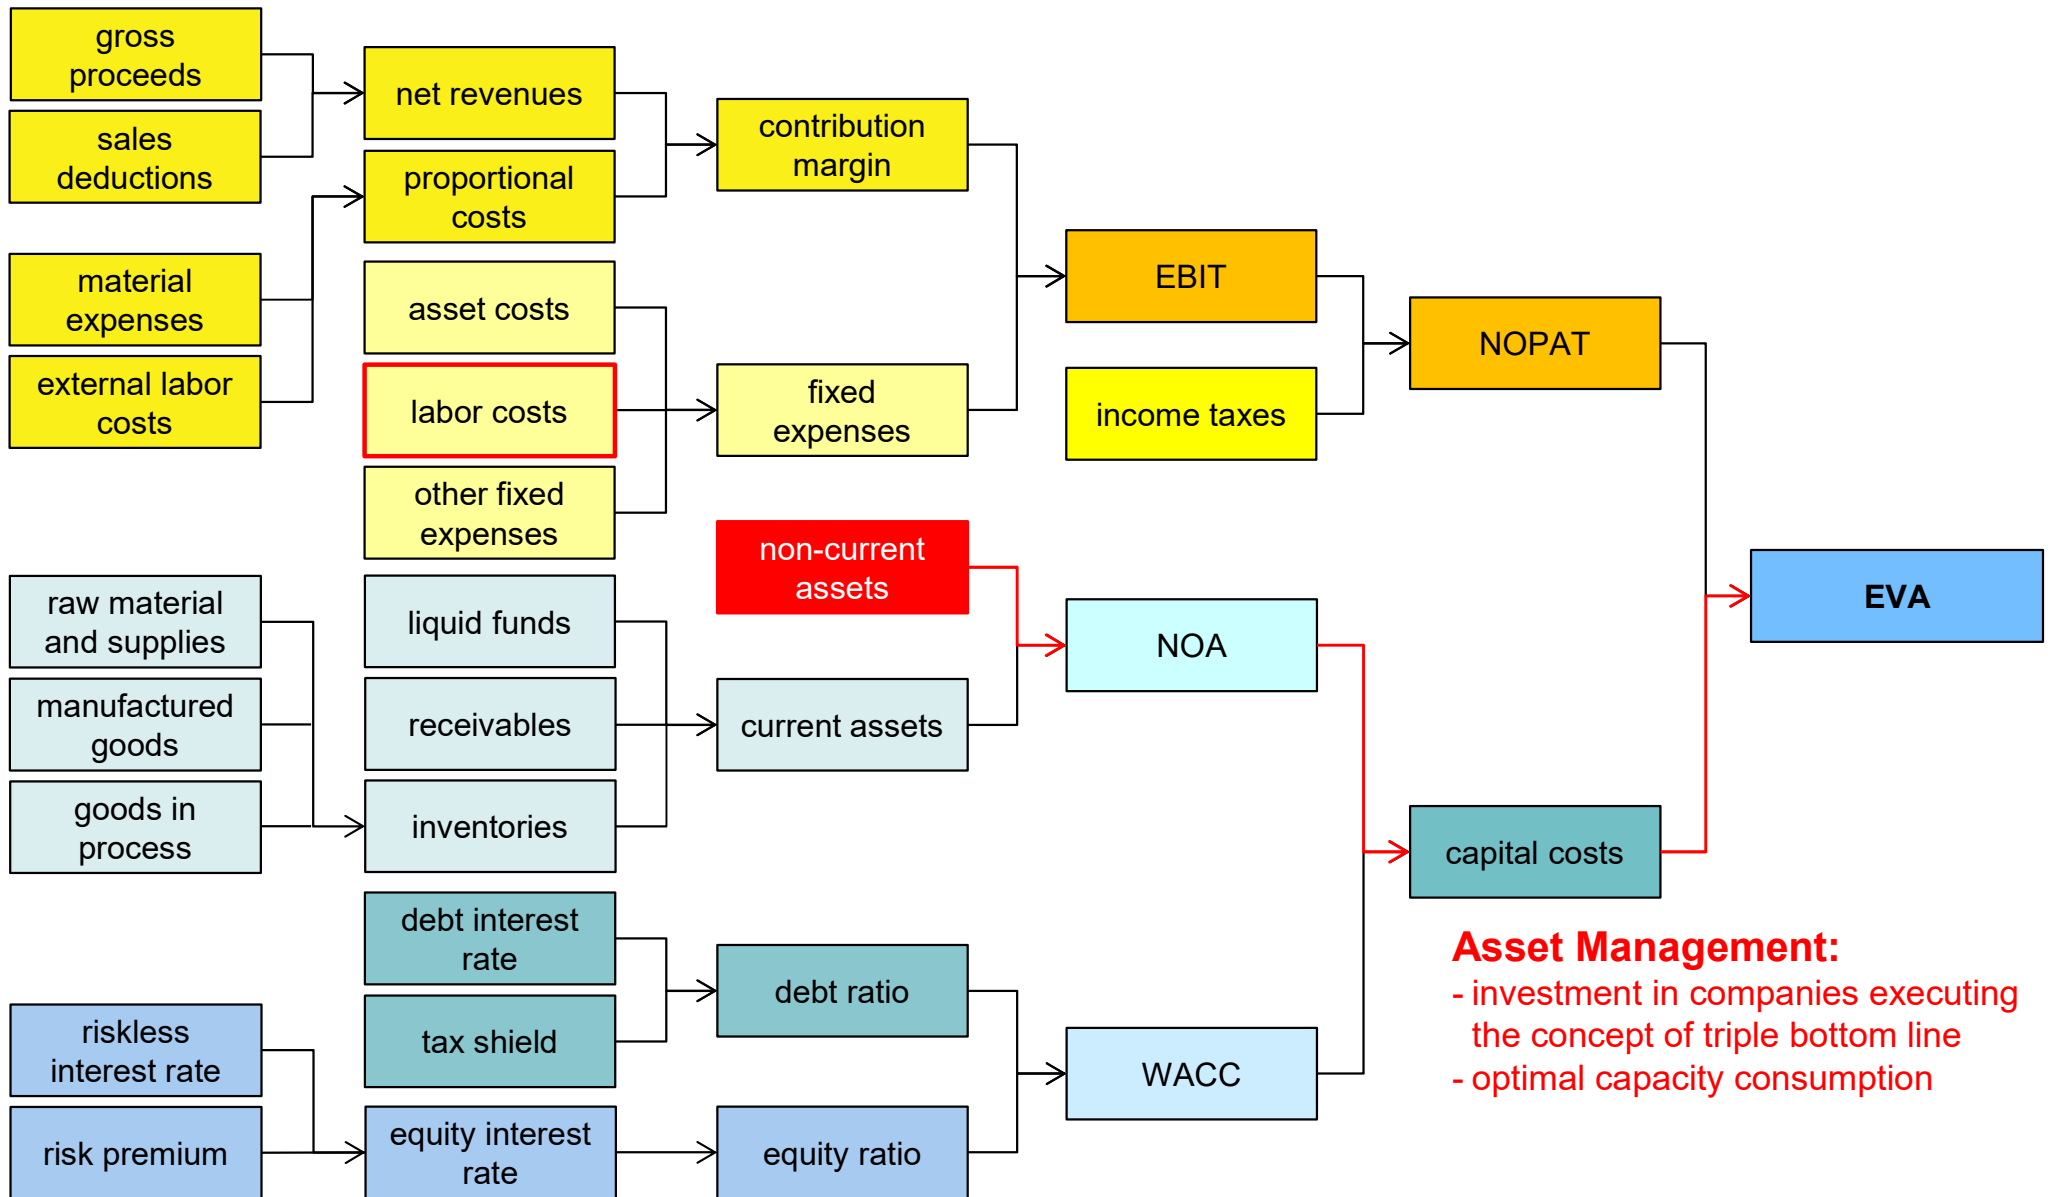 gross
proceeds
sales
deductions
material
expenses
external labor
costs
raw material
and supplies
manufactured
goods
goods in
process
riskless
interest rate
risk premium
net revenues
proportional
costs
asset costs
labor costs
other fixed
expenses
liquid funds
receivables
inventories
debt interest
rate
tax shield
equity interest
rate
contribution
margin
fixed
expenses
non-current
assets
current assets
debt ratio
equity ratio
EBIT
income taxes
NOA
WACC
NOPAT
capital costs
EVA
Asset Management:
- investment in companies executing
the concept of triple bottom line
- optimal capacity consumption